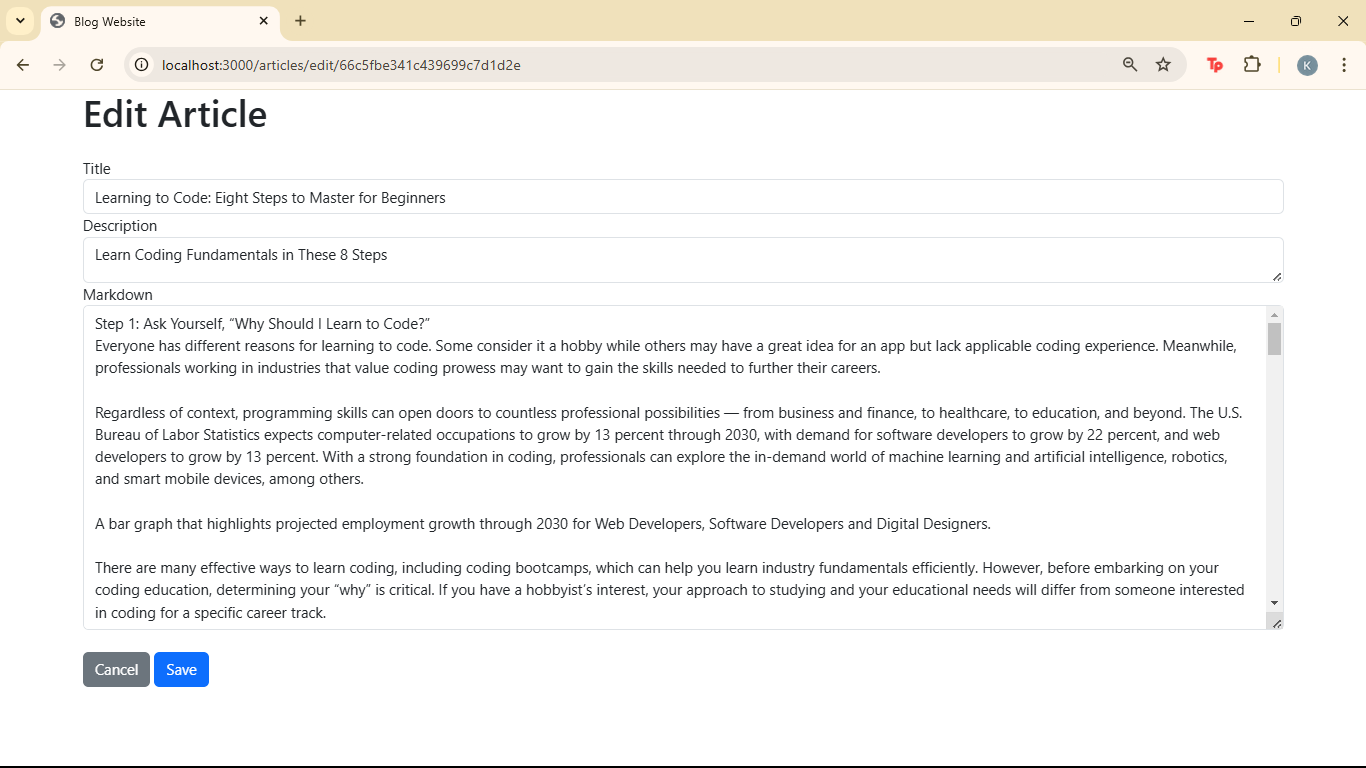 Blog Website
localhost:3000/articles/edit/66c5fbe341c439699c7d1d2e
Tp
K
Edit Article
Title
Learning to Code: Eight Steps to Master for Beginners
Description
Learn Coding Fundamentals in These 8 Steps
Markdown
Step 1: Ask Yourself, “Why Should I Learn to Code?”
Everyone has different reasons for learning to code. Some consider it a hobby while others may have a great idea for an app but lack applicable coding experience. Meanwhile,
professionals working in industries that value coding prowess may want to gain the skills needed to further their careers.
Regardless of context, programming skills can open doors to countless professional possibilities — from business and finance, to healthcare, to education, and beyond. The U.S.
Bureau of Labor Statistics expects computer-related occupations to grow by 13 percent through 2030, with demand for software developers to grow by 22 percent, and web
developers to grow by 13 percent. With a strong foundation in coding, professionals can explore the in-demand world of machine learning and artificial intelligence, robotics,
and smart mobile devices, among others.
A bar graph that highlights projected employment growth through 2030 for Web Developers, Software Developers and Digital Designers.
There are many effective ways to learn coding, including coding bootcamps, which can help you learn industry fundamentals efficiently. However, before embarking on your
coding education, determining your “why” is critical. If you have a hobbyist’s interest, your approach to studying and your educational needs will differ from someone interested
in coding for a specific career track.
Cancel Save